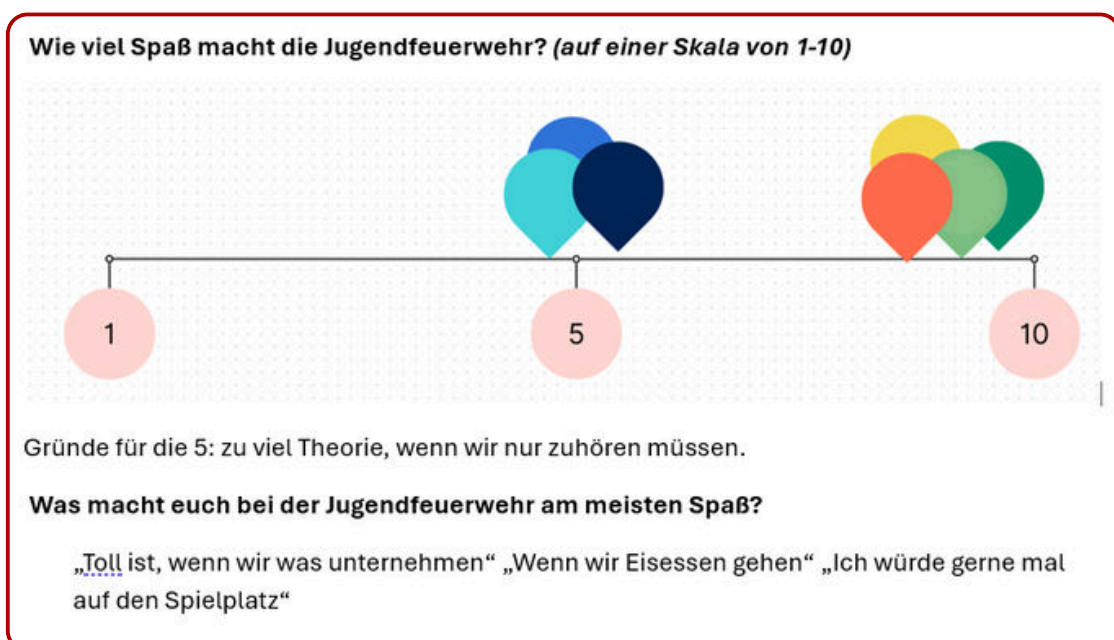 Wie viel Spaß macht die Jugendfeuerwehr? (auf einer Skala von 1-10)
1
5
10
Gründe für die 5: zu viel Theorie, wenn wir nur zuhören müssen.
Was macht euch bei der Jugendfeuerwehr am meisten Spaß?
„Toll ist, wenn wir was unternehmen“ „Wenn wir Eisessen gehen“ „Ich würde gerne mal
auf den Spielplatz“